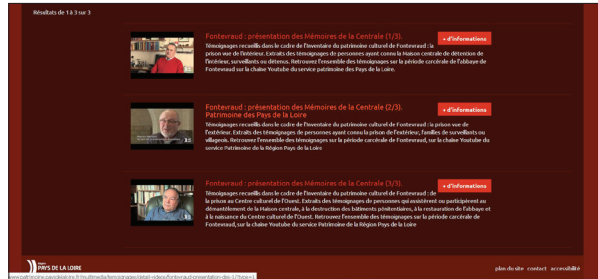 Résultats de 1 à 3 sur 3
Fontevraud : présentation des Mémoires de la Centrale (1/3).
+ d'informations
Témoignages recueillis dans le cadre de l'Inventaire du patrimoine culturel de Fontevraud : la
prison vue de l'intérieur. Extraits des témoignages de personnes ayant connu la Maison centrale de détention de
l'intérieur, surveillants ou détenus. Retrouvez l'ensemble des témoignages sur la période carcérale de l'abbaye de
Fontevraud sur la chaîne Youtube du service patrimoine des Pays de la Loire.
Fontevraud : présentation des Mémoires de la Centrale (2/3).
Patrimoine des Pays de la Loire
+ d'informations
Témoignages recueillis dans le cadre de l'Inventaire du patrimoine culturel de Fontevraud : la prison vue de
l'extérieur. Extraits des témoignages de personnes ayant connu la prison de l'extérieur, familles de surveillants ou
villageois. Retrouvez l'ensemble des témoignages sur la période carcérale de Fontevraud, sur la chaîne Youtube du
service Patrimoine de la Région Pays de la Loire
Fontevraud : présentation des Mémoires de la Centrale (3/3).
+ d'informations
Témoignages recueillis dans le cadre de l'Inventaire du patrimoine culturel de Fontevraud : de
la prison au Centre culturel de l'Ouest. Extraits des témoignages de personnes qui assistèrent ou participèrent au
démantèlement de la Maison centrale, à la destruction des bâtiments pénitentiaires, à la restauration de l'abbaye et
à la naissance du Centre culturel de l'Ouest. Retrouvez l'ensemble des témoignages sur la période carcérale de
Fontevraud, sur la chaîne Youtube du service Patrimoine de la Région Pays de la Loire
PAYS DE LA LOIRE
plan du site contact accessibilité